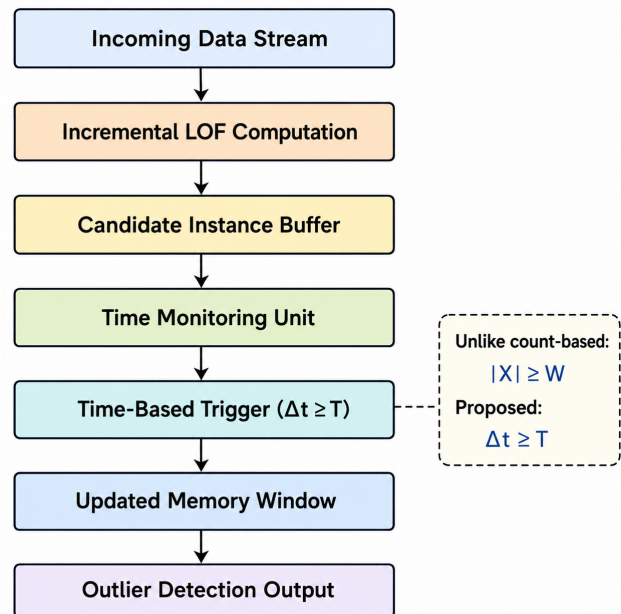 Incoming Data Stream
Incremental LOF Computation
Candidate Instance Buffer
Time Monitoring Unit
Time-Based Trigger (Δt ≥ T)
Unlike count-based:
|X| ≥ W
Proposed:
Δt ≥ T
Updated Memory Window
Outlier Detection Output